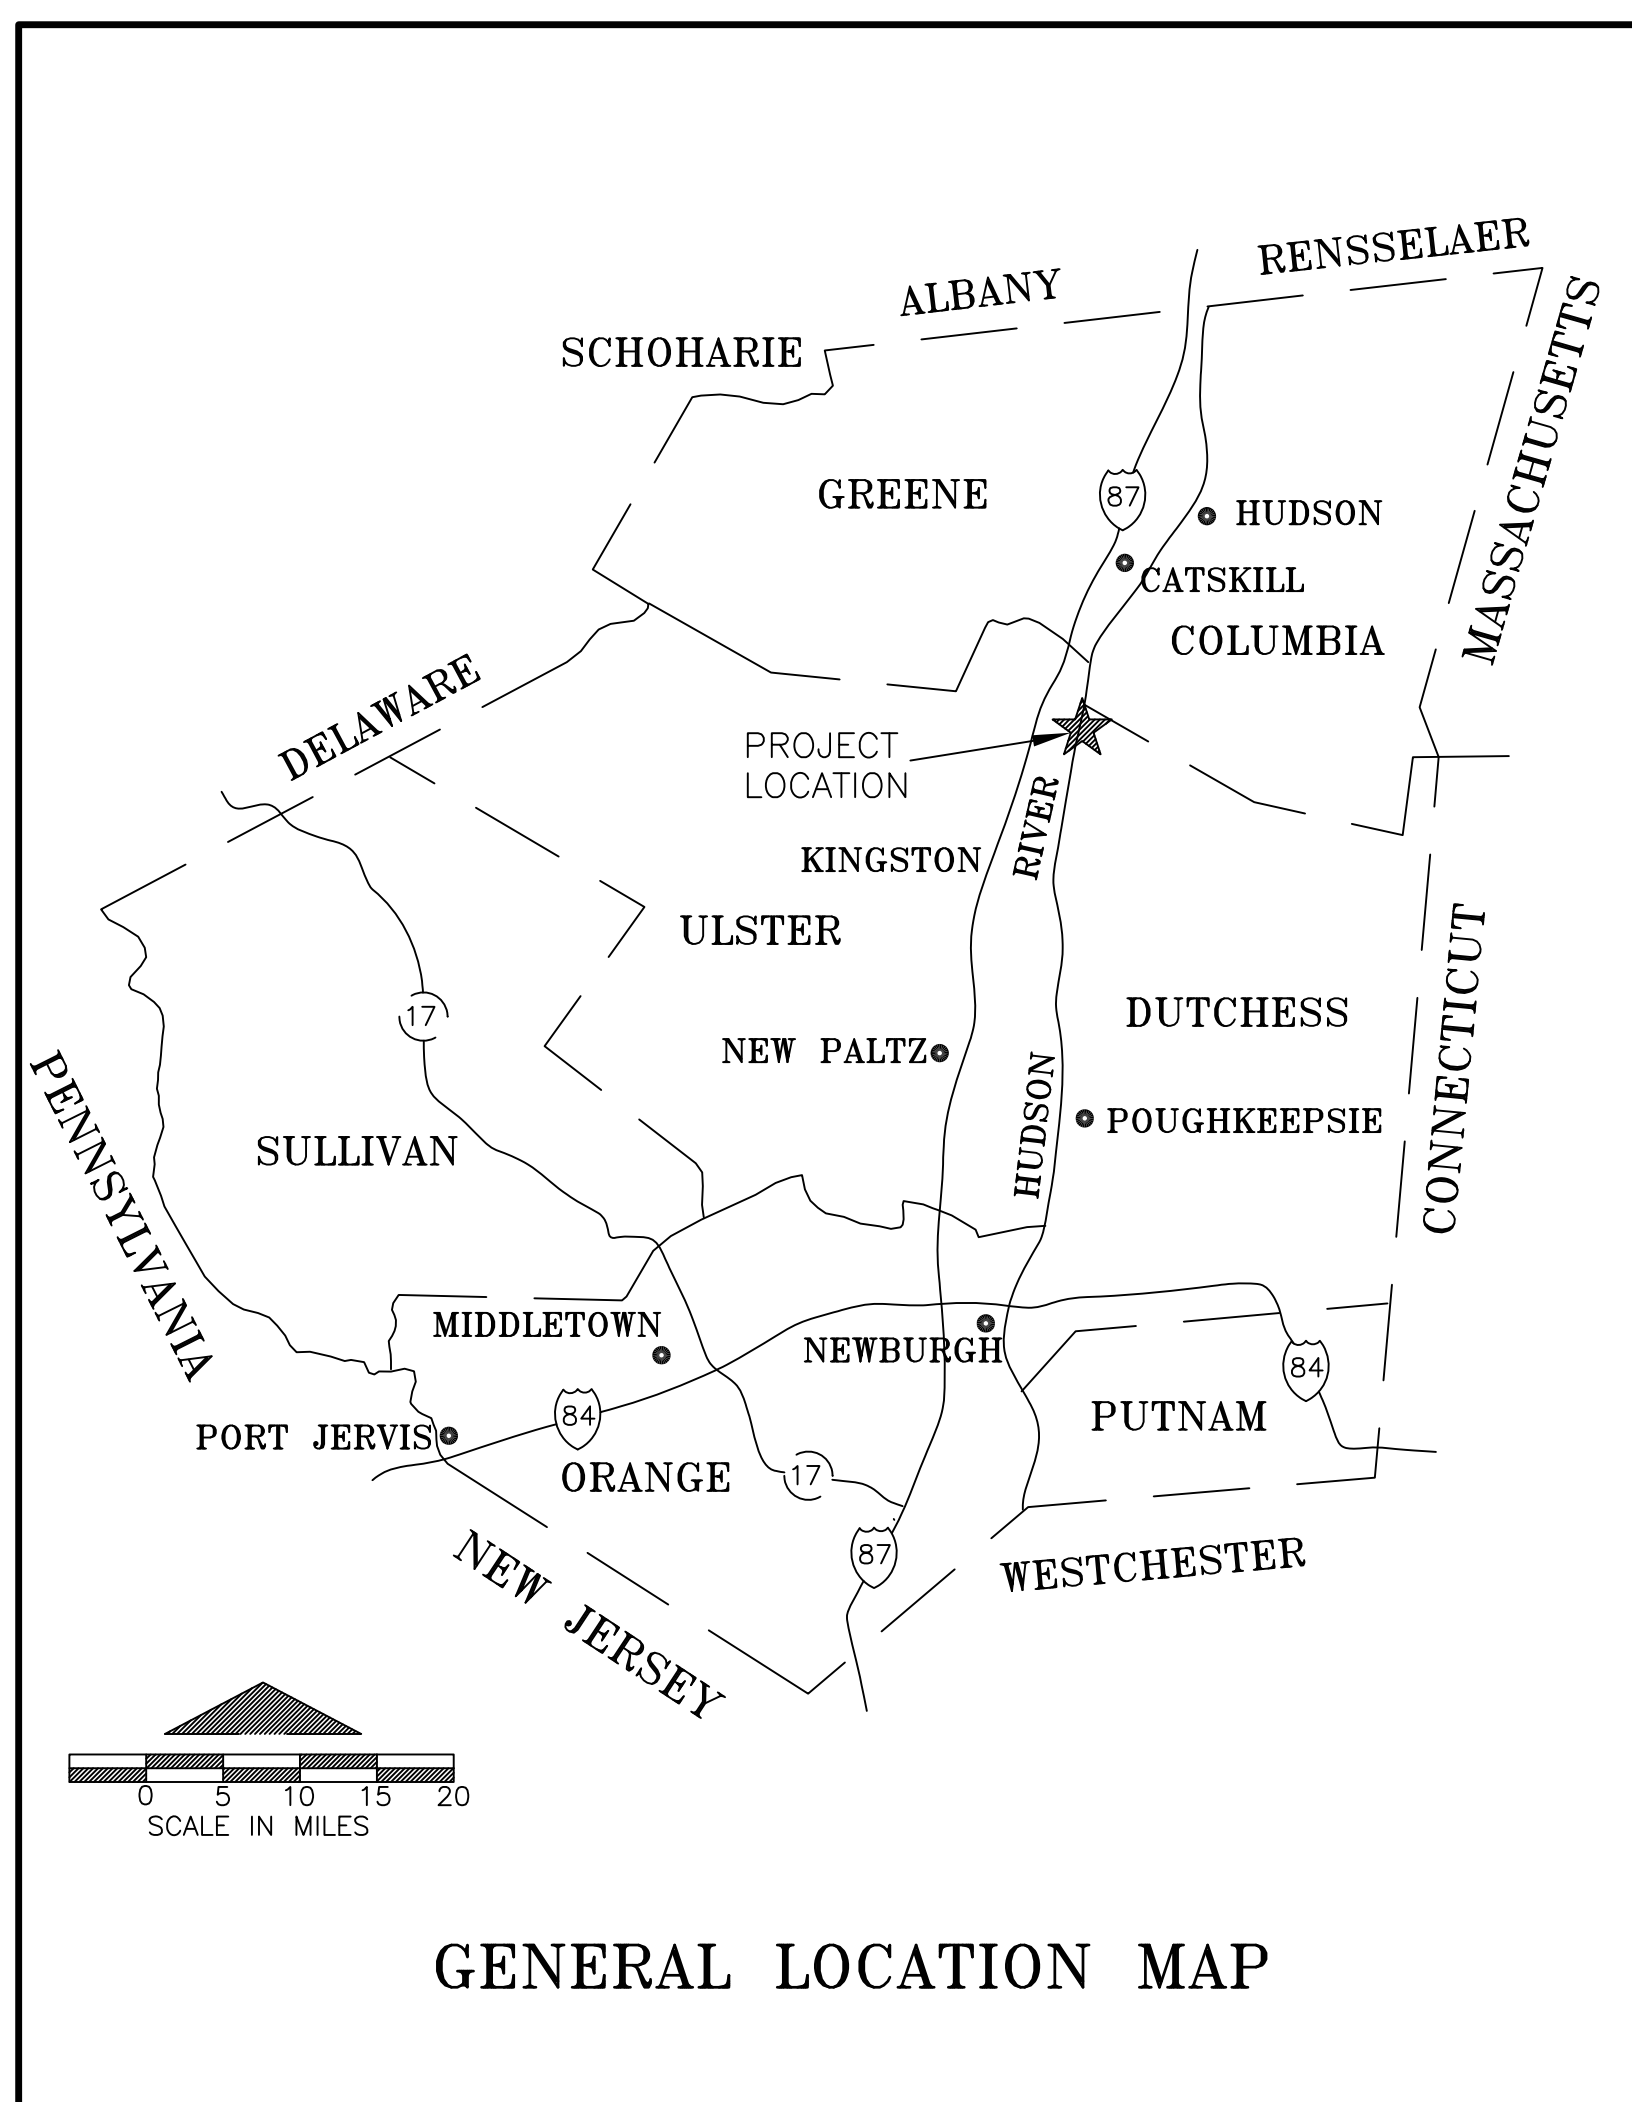 RENSSELAER
ALBANY
SCHOHARIE
MASSACHUSETTS
GREENE
87
HUDSON
CATSKILL
COLUMBIA
DELAWARE
PROJECT
LOCATION
RIVER
KINGSTON
ULSTER
CONNECTICUT
17
DUTCHESS
NEW PALTZ
HUDSON
PENNSYLVANIA
POUGHKEEPSIE
SULLIVAN
MIDDLETOWN
NEWBURGH
84
84
PUTNAM
PORT JERVIS
ORANGE
17
87
WESTCHESTER
NEW JERSEY
0 5 10 15 20
SCALE IN MILES
GENERAL LOCATION MAP